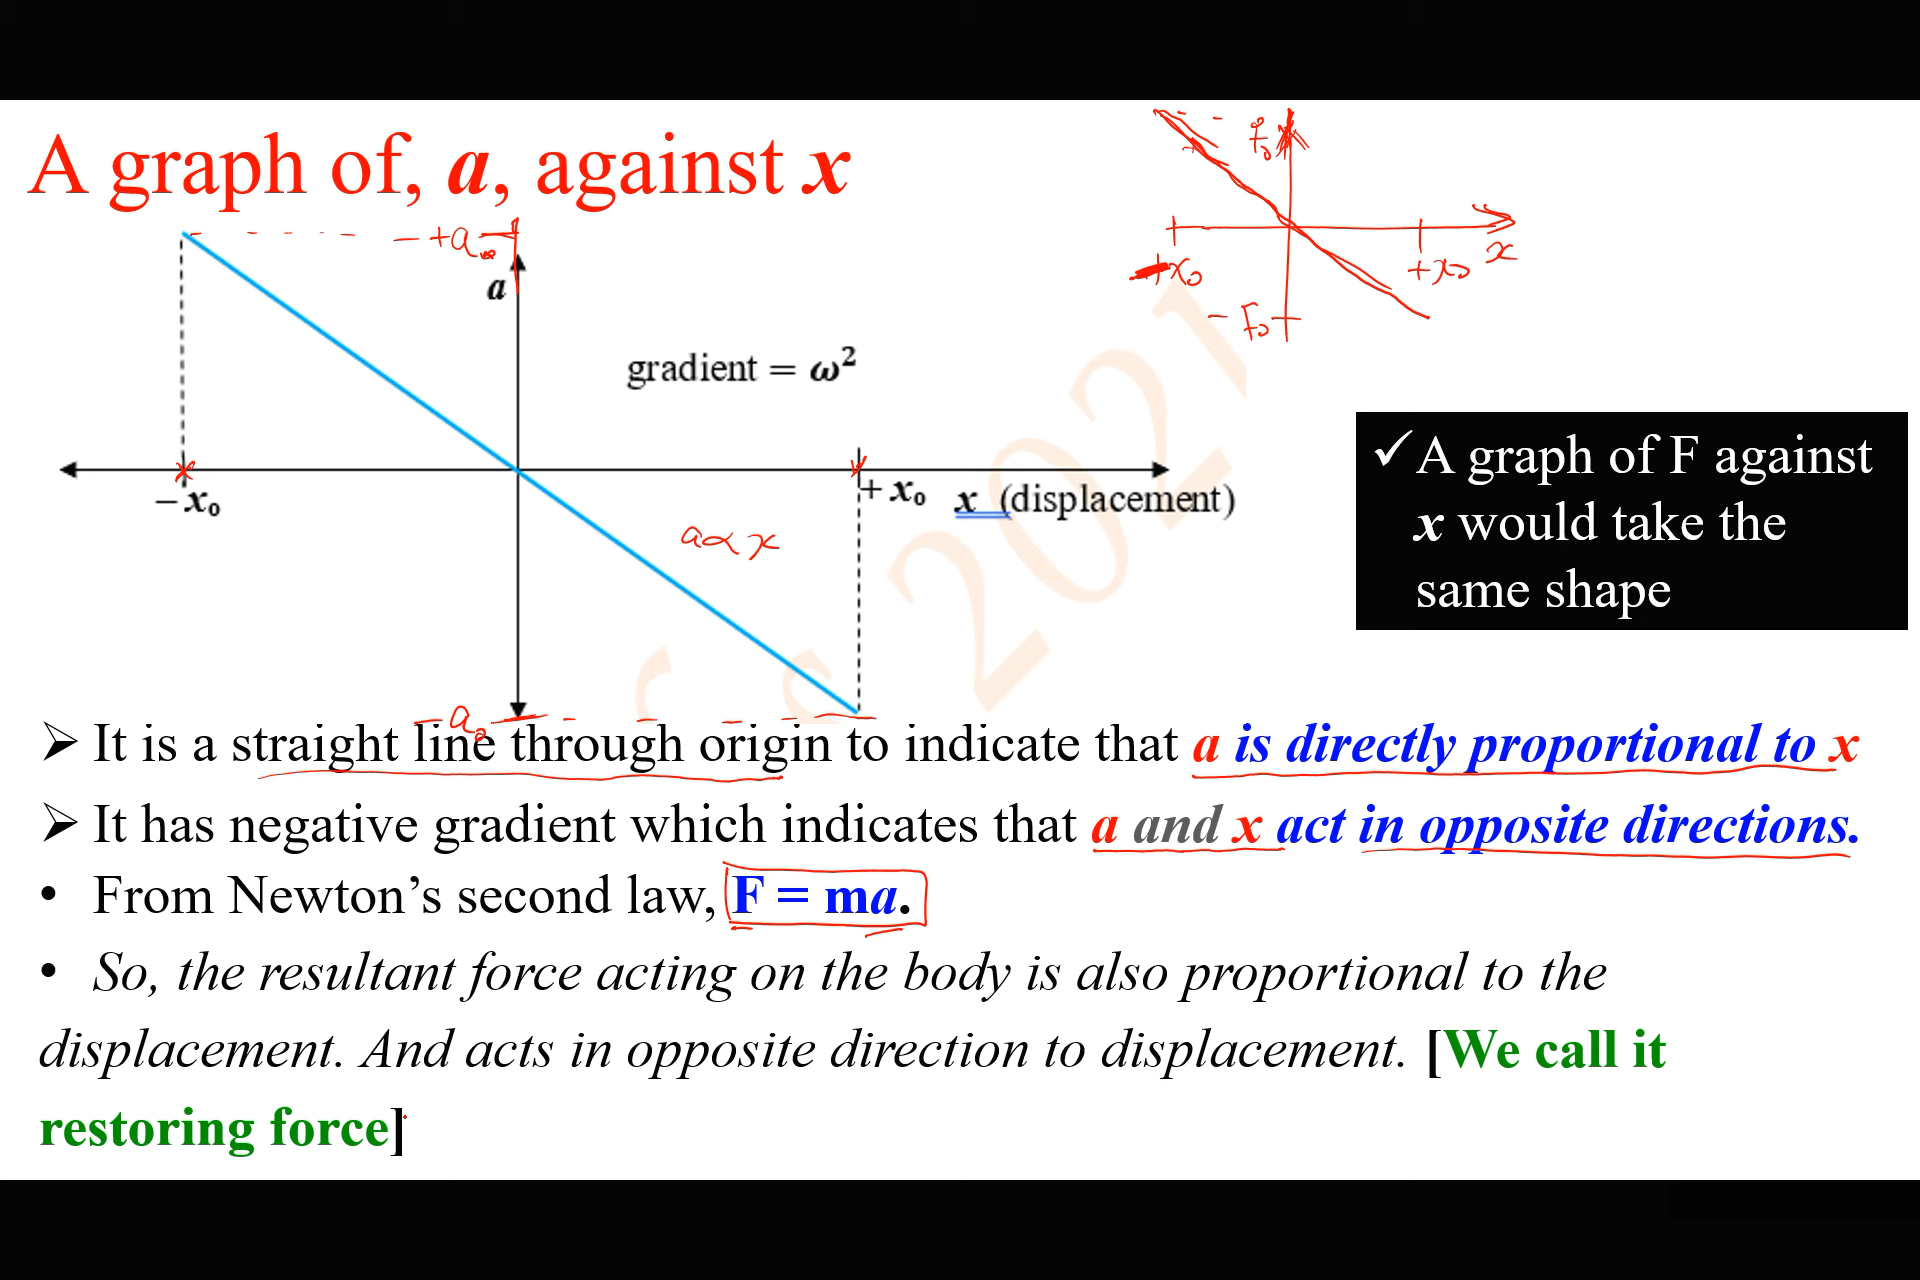 A graph of, a, against x
F₀
x
+x₀
+x₀
- F₀
- +a₀
a
gradient = ω²
- x₀
+ x₀ x (displacement)
a ∝ x
2021
✓ A graph of F against
x would take the
same shape
- a₀
➢ It is a straight line through origin to indicate that a is directly proportional to x
➢ It has negative gradient which indicates that a and x act in opposite directions.
• From Newton’s second law, F = ma.
• So, the resultant force acting on the body is also proportional to the
displacement. And acts in opposite direction to displacement. [We call it
restoring force]